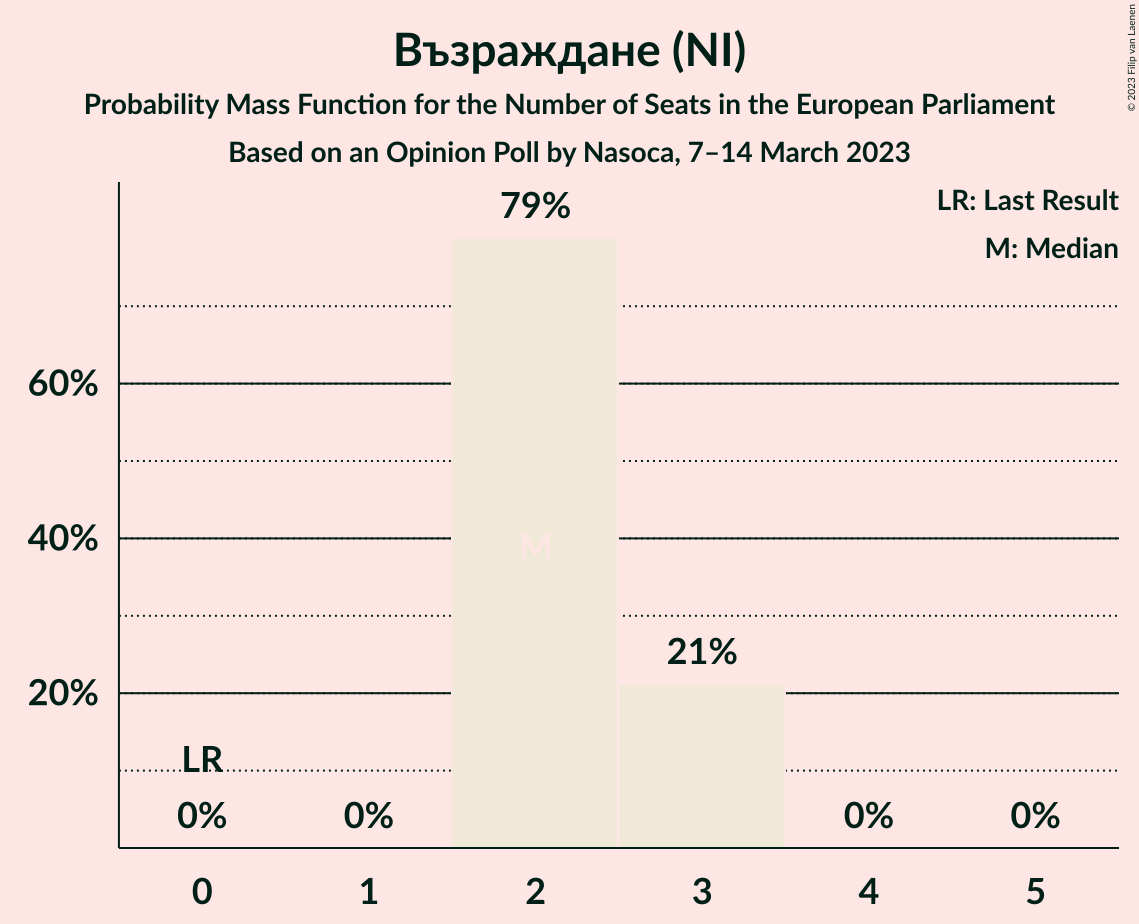 Възраждане (NI)
Probability Mass Function for the Number of Seats in the European Parliament
Based on an Opinion Poll by Nasoca, 7–14 March 2023
© 2023 Filip van Laenen
LR: Last Result
M: Median
79%
60%
40%
M
21%
20%
LR
0%
0%
0%
0%
0 1 2 3 4 5